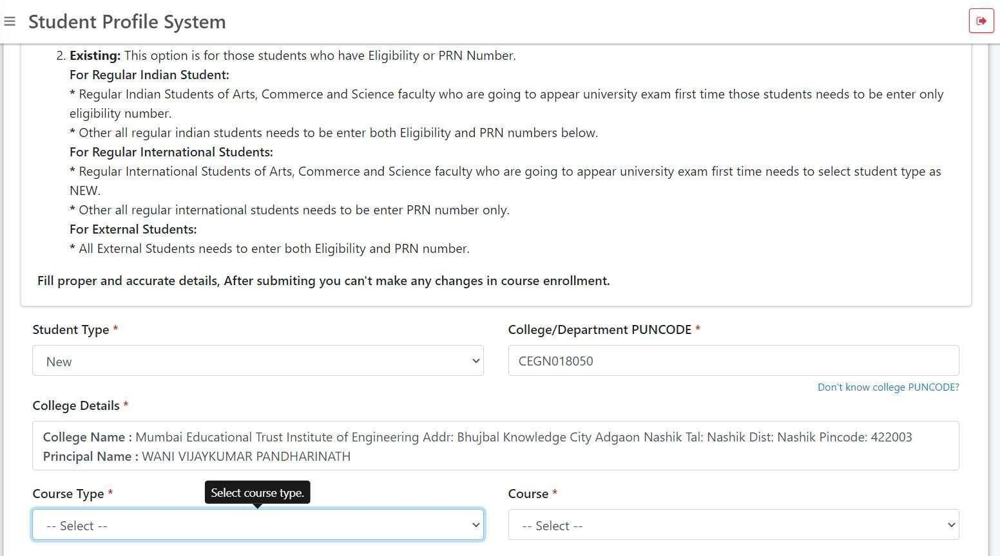 Student Profile System
2. Existing: This option is for those students who have Eligibility or PRN Number.
For Regular Indian Student:
* Regular Indian Students of Arts, Commerce and Science faculty who are going to appear university exam first time those students needs to be enter only
eligibility number.
* Other all regular indian students needs to be enter both Eligibility and PRN numbers below.
For Regular International Students:
* Regular International Students of Arts, Commerce and Science faculty who are going to appear university exam first time needs to select student type as
NEW.
* Other all regular international students needs to be enter PRN number only.
For External Students:
* All External Students needs to enter both Eligibility and PRN number.
Fill proper and accurate details, After submiting you can't make any changes in course enrollment.
Student Type *
College/Department PUNCODE *
New
CEGN018050
Don't know college PUNCODE?
College Details *
College Name : Mumbai Educational Trust Institute of Engineering Addr: Bhujbal Knowledge City Adgaon Nashik Tal: Nashik Dist: Nashik Pincode: 422003
Principal Name : WANI VIJAYKUMAR PANDHARINATH
Course Type *
Select course type.
Course *
-- Select --
-- Select --